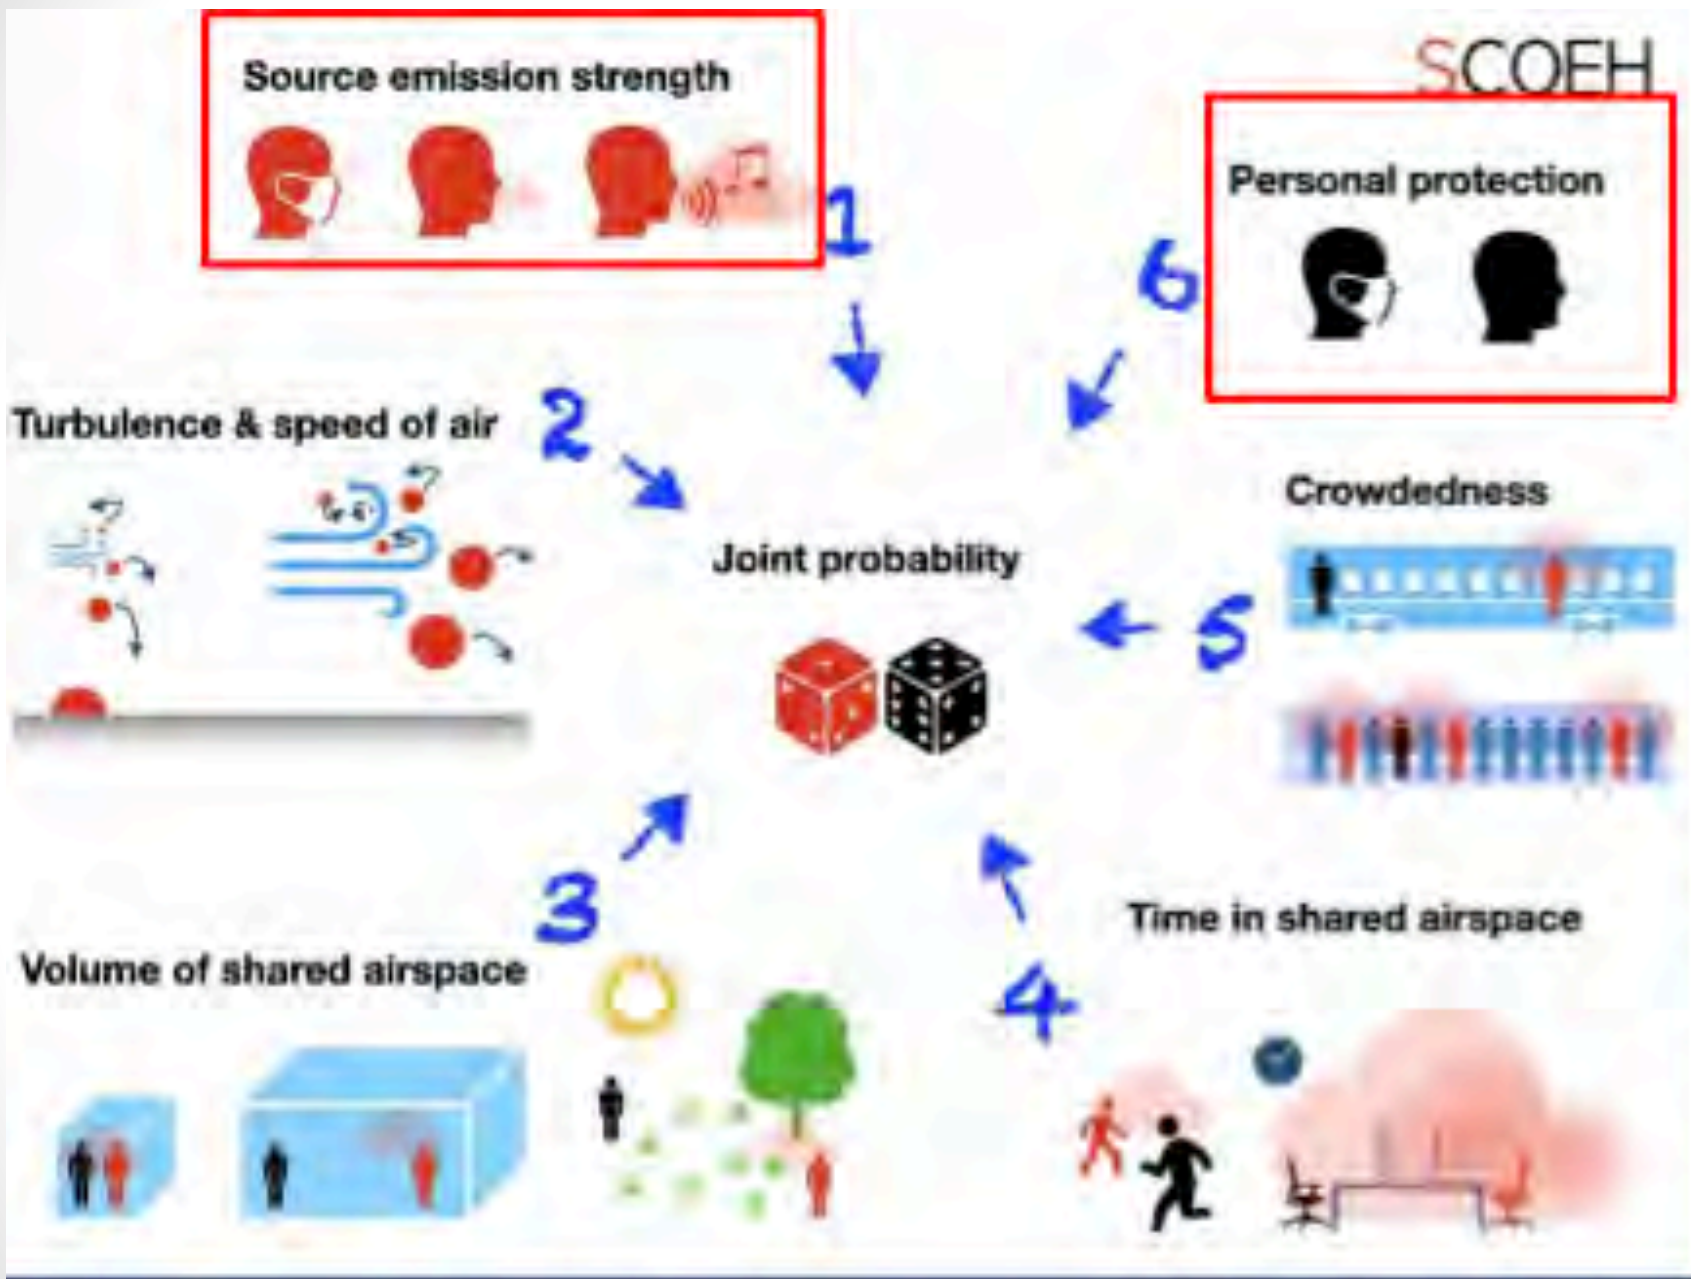 Source emission strength
SCOEH
Personal protection
1
6
Turbulence & speed of air
2
Crowdedness
Joint probability
5
3
Time in shared airspace
Volume of shared airspace
4